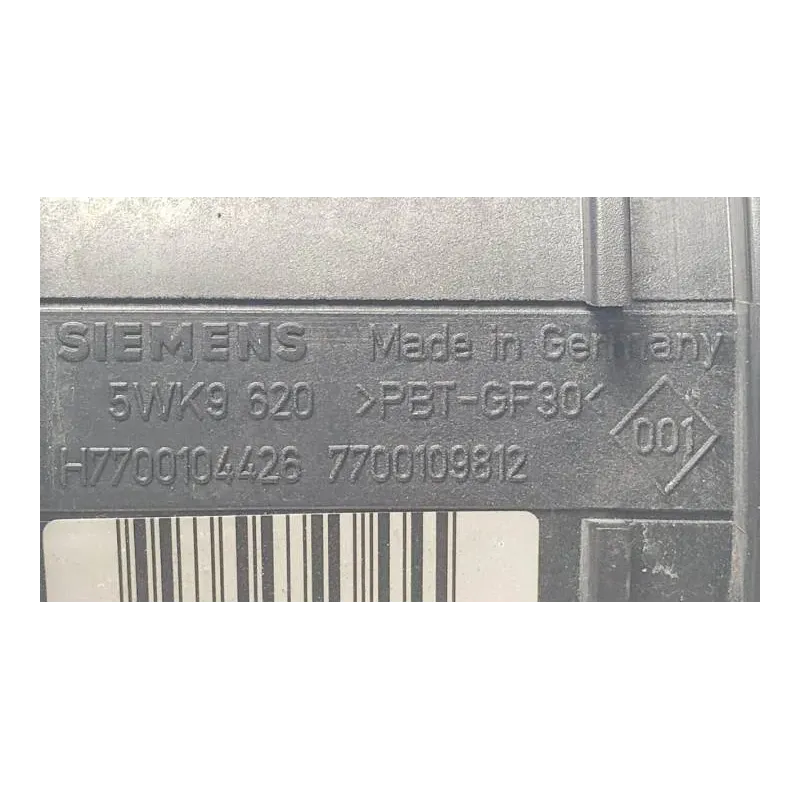 SIEMENS Made in Germany
5WK9 620 >PBT-GF30<
001
H7700104426 7700109812